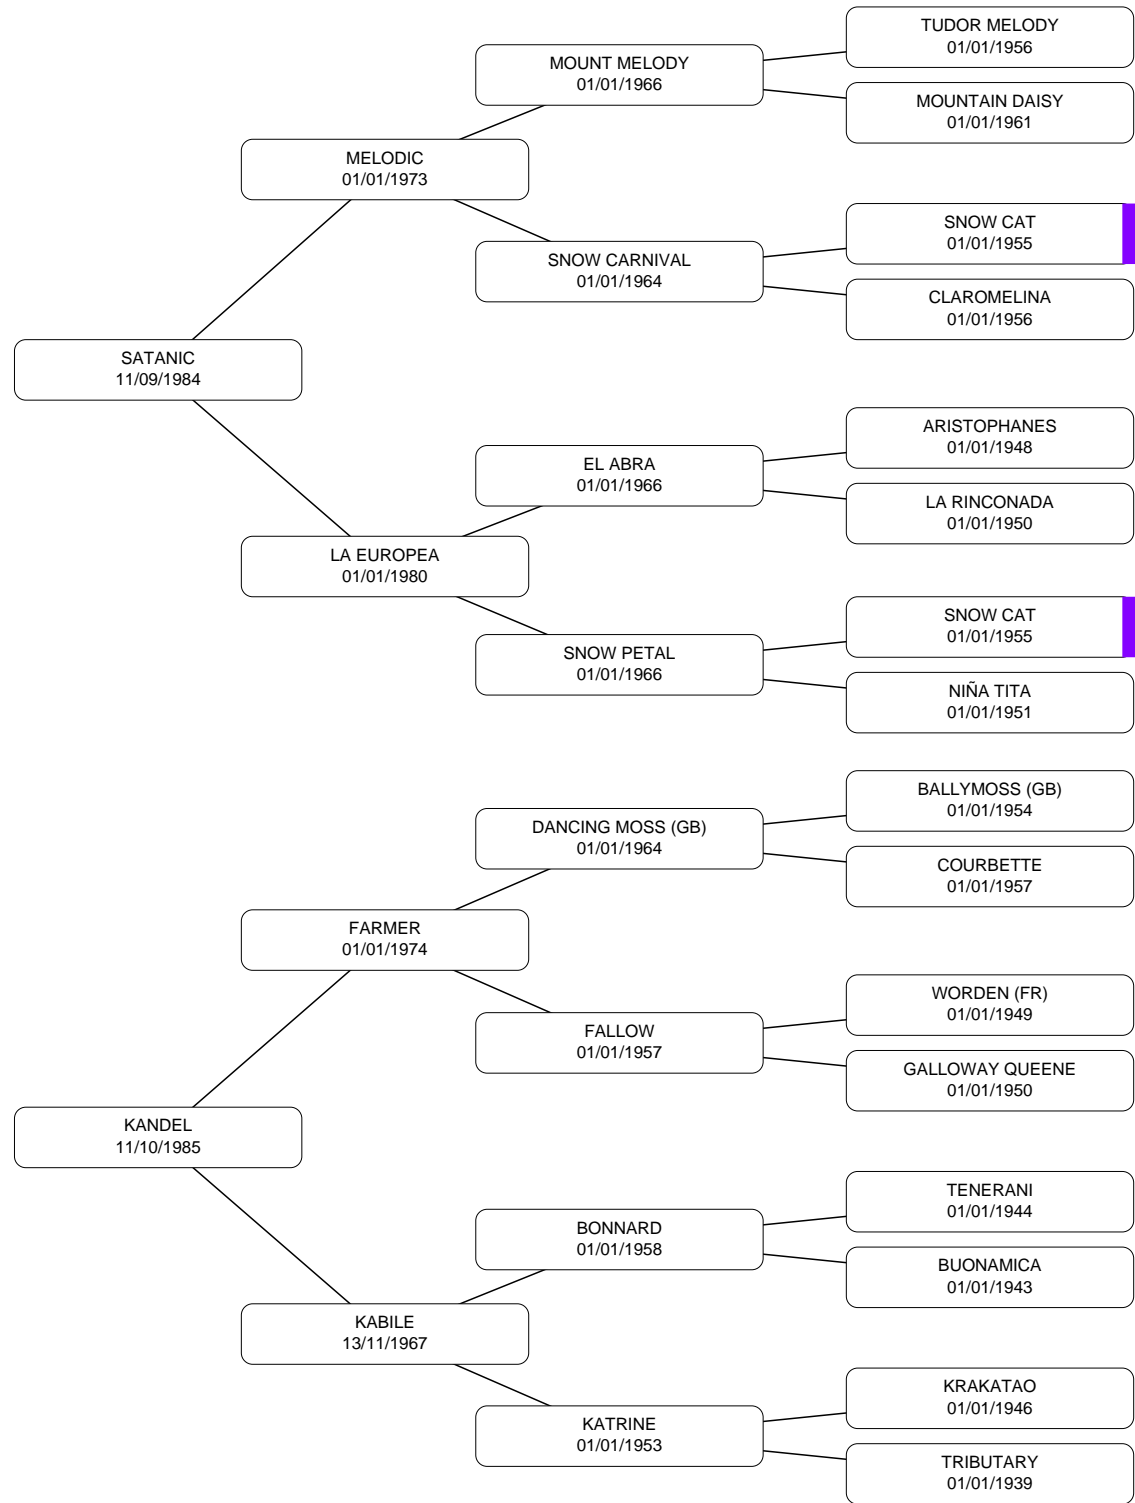 TUDOR MELODY
01/01/1956
MOUNT MELODY
01/01/1966
MOUNTAIN DAISY
01/01/1961
MELODIC
01/01/1973
SNOW CAT
01/01/1955
SNOW CARNIVAL
01/01/1964
CLAROMELINA
01/01/1956
SATANIC
11/09/1984
ARISTOPHANES
01/01/1948
EL ABRA
01/01/1966
LA RINCONADA
01/01/1950
LA EUROPEA
01/01/1980
SNOW CAT
01/01/1955
SNOW PETAL
01/01/1966
NIÑA TITA
01/01/1951
BALLYMOSS (GB)
01/01/1954
DANCING MOSS (GB)
01/01/1964
COURBETTE
01/01/1957
FARMER
01/01/1974
WORDEN (FR)
01/01/1949
FALLOW
01/01/1957
GALLOWAY QUEENE
01/01/1950
KANDEL
11/10/1985
TENERANI
01/01/1944
BONNARD
01/01/1958
BUONAMICA
01/01/1943
KABILE
13/11/1967
KRAKATAO
01/01/1946
KATRINE
01/01/1953
TRIBUTARY
01/01/1939